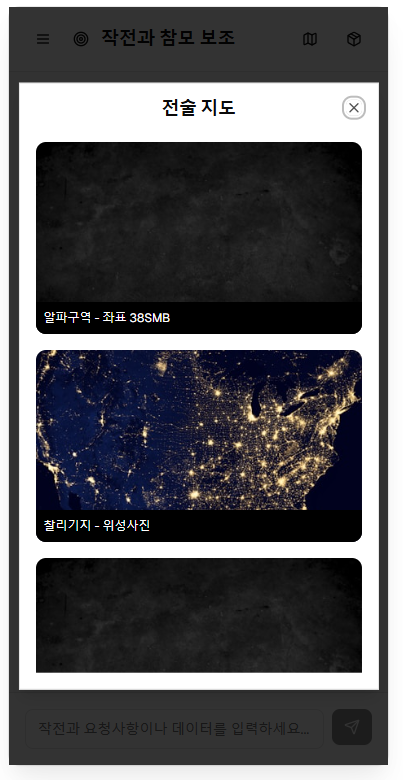 작전과 참모 보조
전술 지도
알파구역 - 좌표 38SMB
찰리기지 - 위성사진
작전과 요청사항이나 데이터를 입력하세요...